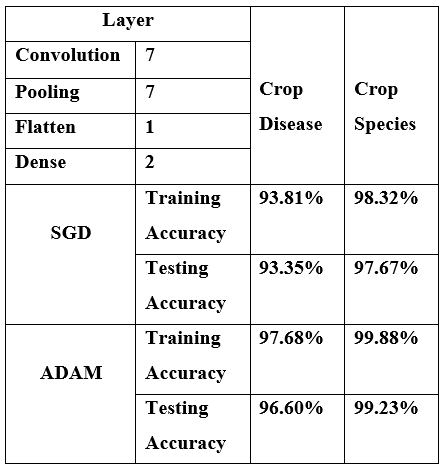 Layer
Convolution 7
Pooling 7
Flatten 1
Dense 2
Crop Disease
Crop Species
SGD
Training Accuracy 93.81% 98.32%
Testing Accuracy 93.35% 97.67%
ADAM
Training Accuracy 97.68% 99.88%
Testing Accuracy 96.60% 99.23%